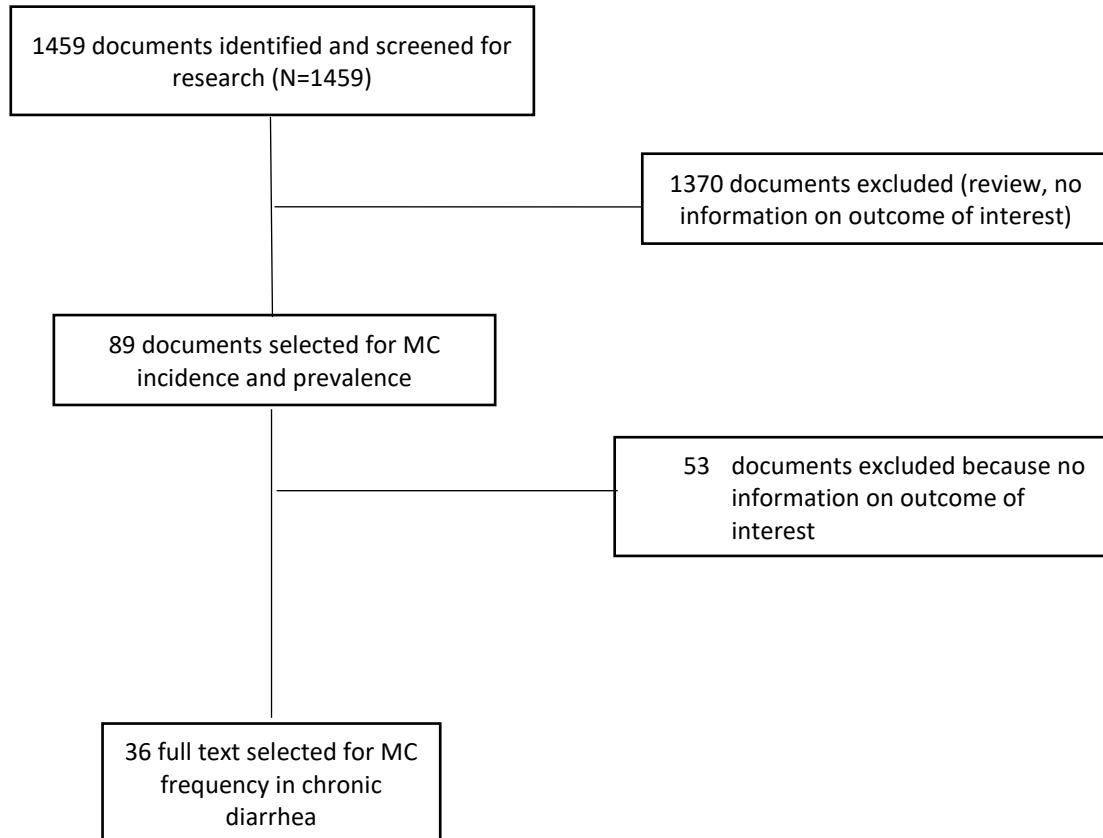 1459 documents identified and screened for
research (N=1459)
1370 documents excluded (review, no
information on outcome of interest)
89 documents selected for MC
incidence and prevalence
53 documents excluded because no
information on outcome of
interest
36 full text selected for MC
frequency in chronic
diarrhea